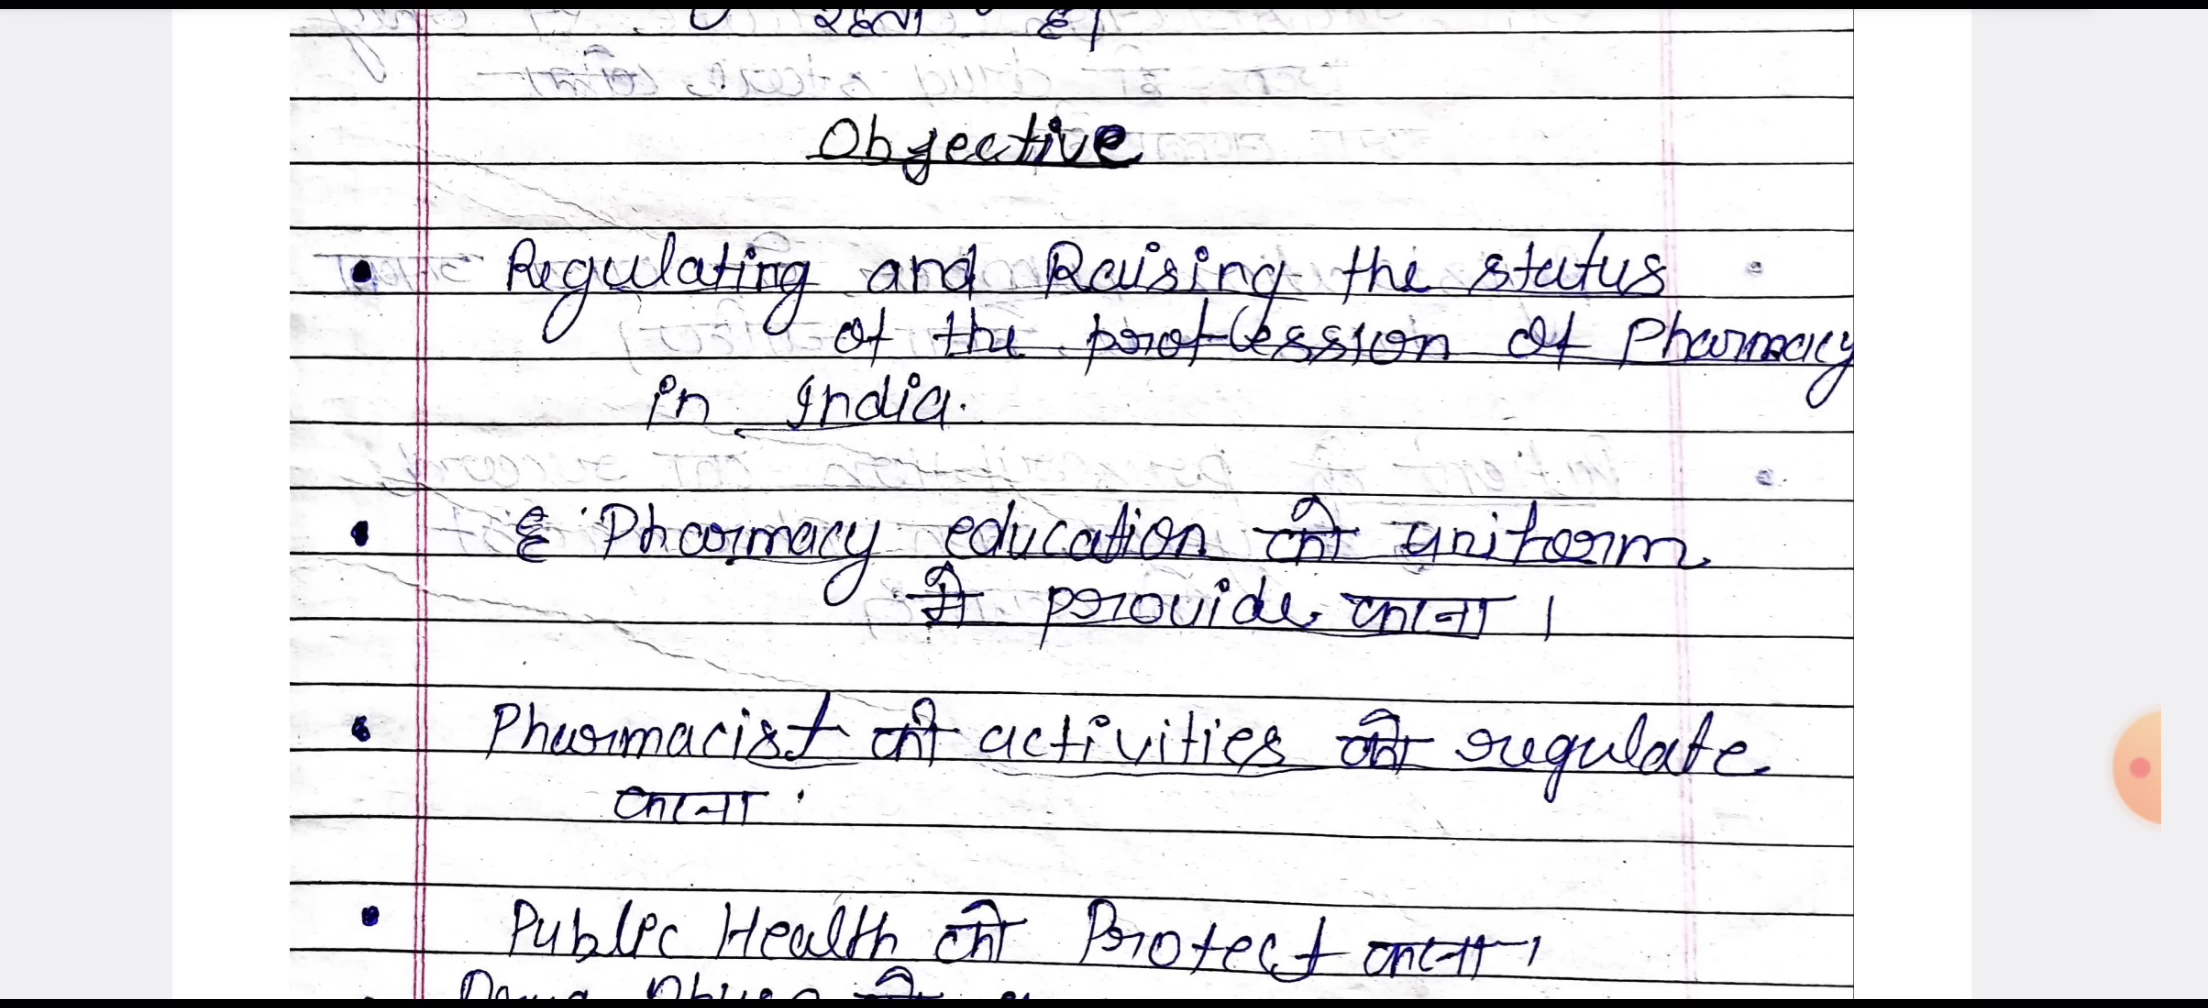 रहता है।
Objective
• Regulating and Raising the status
of the profession of Pharmacy
in India.
• Pharmacy education को uniform
में provide करना।
• Pharmacist की activities को regulate
करना
• Public Health को Protect करना।